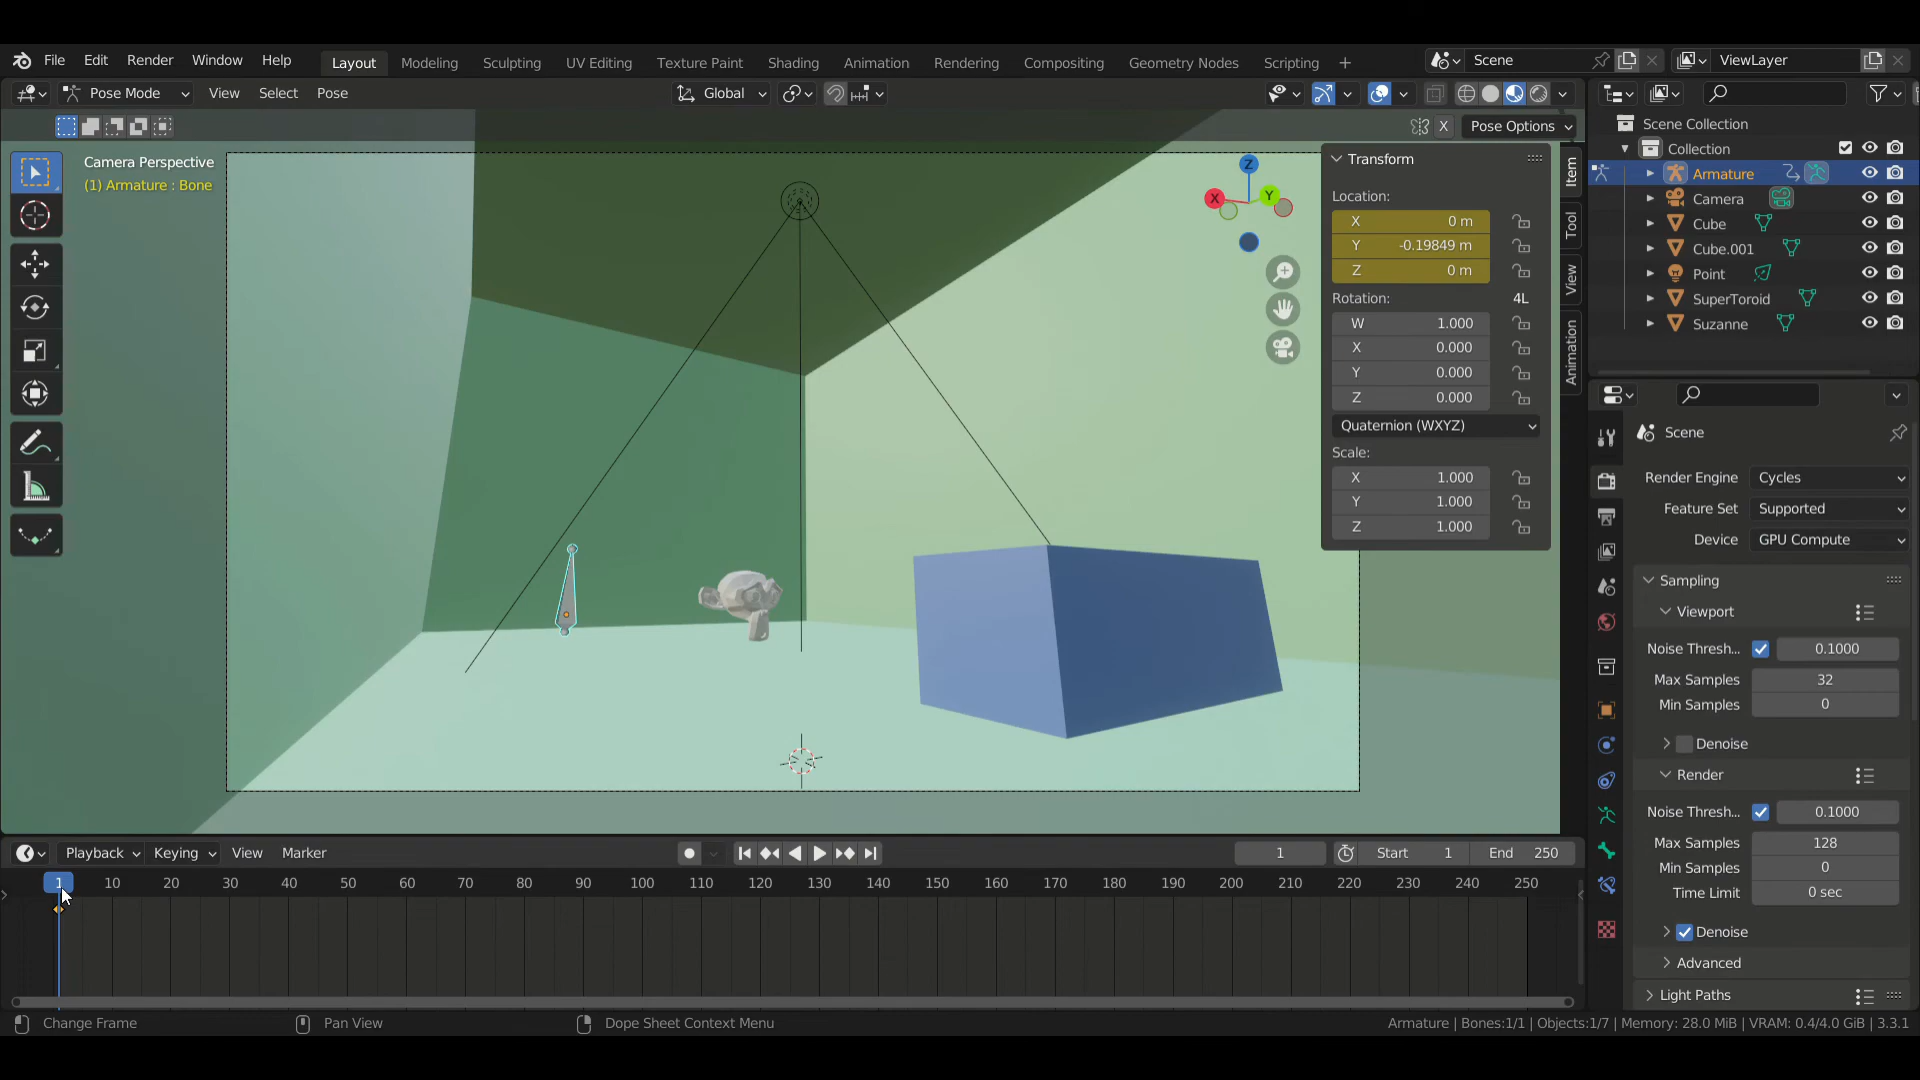 File Edit Render Window Help Layout Modeling Sculpting UV Editing Texture Paint Shading Animation Rendering Compositing Geometry Nodes Scripting + Scene ViewLayer
Pose Mode View Select Pose Global
X Pose Options
Camera Perspective
(1) Armature : Bone
Z
X
Y
Transform
Location:
X 0 m
Y -0.19849 m
Z 0 m
Rotation: 4L
W 1.000
X 0.000
Y 0.000
Z 0.000
Quaternion (WXYZ)
Scale:
X 1.000
Y 1.000
Z 1.000
Item
Tool
View
Animation
Scene Collection
Collection
Armature
Camera
Cube
Cube.001
Point
SuperToroid
Suzanne
Scene
Render Engine Cycles
Feature Set Supported
Device GPU Compute
Sampling
Viewport
Noise Thresh... 0.1000
Max Samples 32
Min Samples 0
Denoise
Render
Noise Thresh... 0.1000
Max Samples 128
Min Samples 0
Time Limit 0 sec
Denoise
Advanced
Light Paths
Playback Keying View Marker 1 Start 1 End 250
1 10 20 30 40 50 60 70 80 90 100 110 120 130 140 150 160 170 180 190 200 210 220 230 240 250
Change Frame Pan View Dope Sheet Context Menu Armature | Bones:1/1 | Objects:1/7 | Memory: 28.0 MiB | VRAM: 0.4/4.0 GiB | 3.3.1